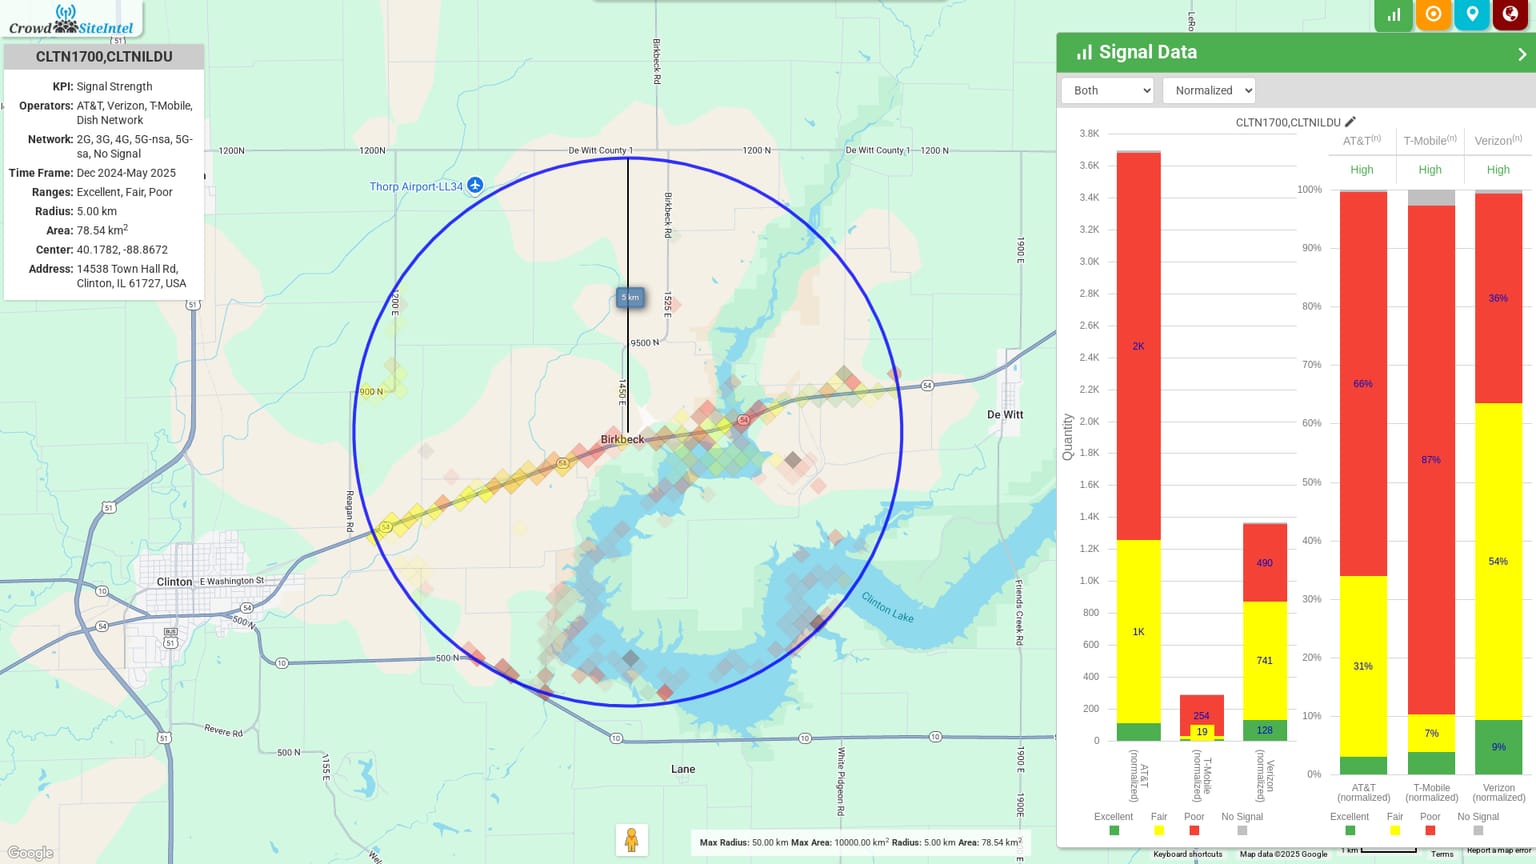 Crowd SiteIntel
CLTN1700,CLTNILDU
KPI: Signal Strength
Operators: AT&T, Verizon, T-Mobile,
Dish Network
Network: 2G, 3G, 4G, 5G-nsa, 5G-
sa, No Signal
Time Frame: Dec 2024-May 2025
Ranges: Excellent, Fair, Poor
Radius: 5.00 km
Area: 78.54 km2
Center: 40.1782, -88.8672
Address: 14538 Town Hall Rd,
Clinton, IL 61727, USA
51
Birkbeck Rd
1200N
1200N
De Witt County 1
1200 N
De Witt County 1
1200 N
Thorp Airport-LL34
Birkbeck Rd
1900 E
5 km
1525 E
51
1200 E
9500 N
900 N
1450 E
54
De Witt
54
Birkbeck
54
Reagan Rd
51
54
Clinton
E Washington St
10
54
500 N
54
BUS
51
Clinton Lake
Friends Creek Rd
10
500 N
Revere Rd
51
500 N
1155 E
10
10
10
Lane
White Pidgeon Rd
1900 E
1900E
Google
Max Radius: 50.00 km Max Area: 10000.00 km2 Radius: 5.00 km Area: 78.54 km2
Signal Data
Both
Normalized
CLTN1700,CLTNILDU
3.8K
3.6K
3.4K
3.2K
3.0K
2.8K
2.6K
2.4K
2.2K
2.0K
1.8K
1.6K
1.4K
1.2K
1.0K
800
600
400
200
0
Quantity
2K
1K
254
19
490
741
128
AT&T
(normalized)
T-Mobile
(normalized)
Verizon
(normalized)
Excellent Fair Poor No Signal
AT&T(n) T-Mobile(n) Verizon(n)
High High High
100%
90%
80%
70%
60%
50%
40%
30%
20%
10%
0%
66%
31%
87%
7%
36%
54%
9%
AT&T
(normalized)
T-Mobile
(normalized)
Verizon
(normalized)
Excellent Fair Poor No Signal
Keyboard shortcuts
Map data ©2025 Google
1 km
Terms
Report a map error